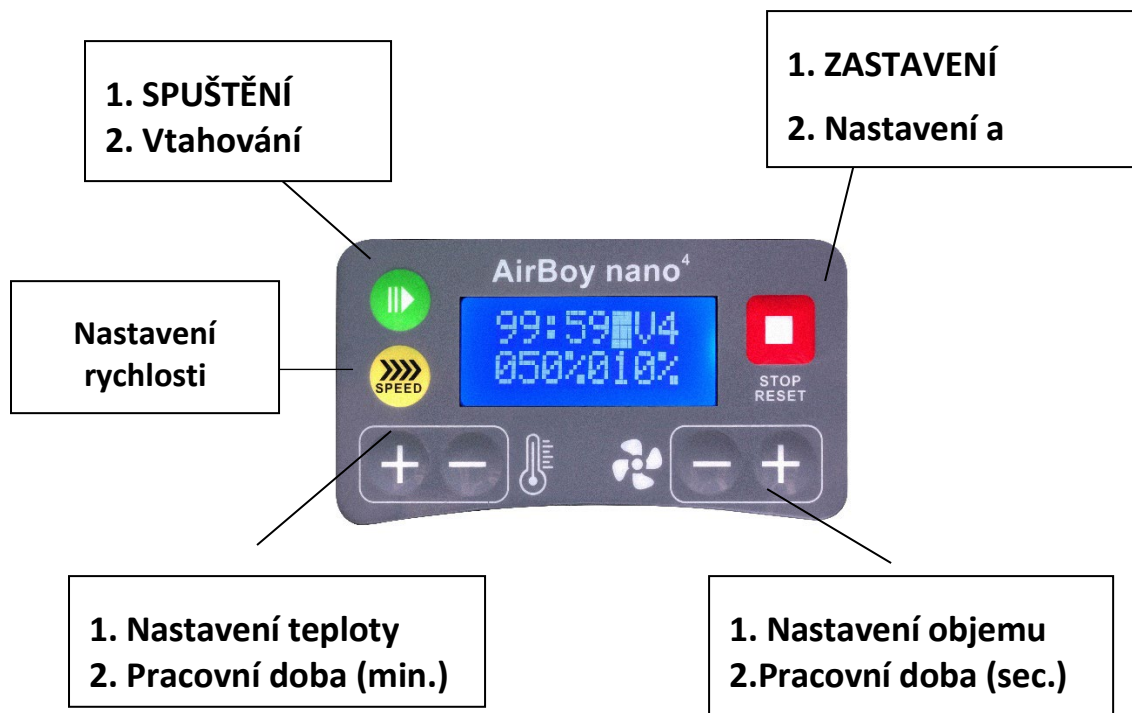 1. SPUŠTĚNÍ
2. Vtahování
1. ZASTAVENÍ
2. Nastavení a
AirBoy nano⁴
99:59 V4
050%010%
SPEED
STOP
RESET
Nastavení
rychlosti
1. Nastavení teploty
2. Pracovní doba (min.)
1. Nastavení objemu
2.Pracovní doba (sec.)